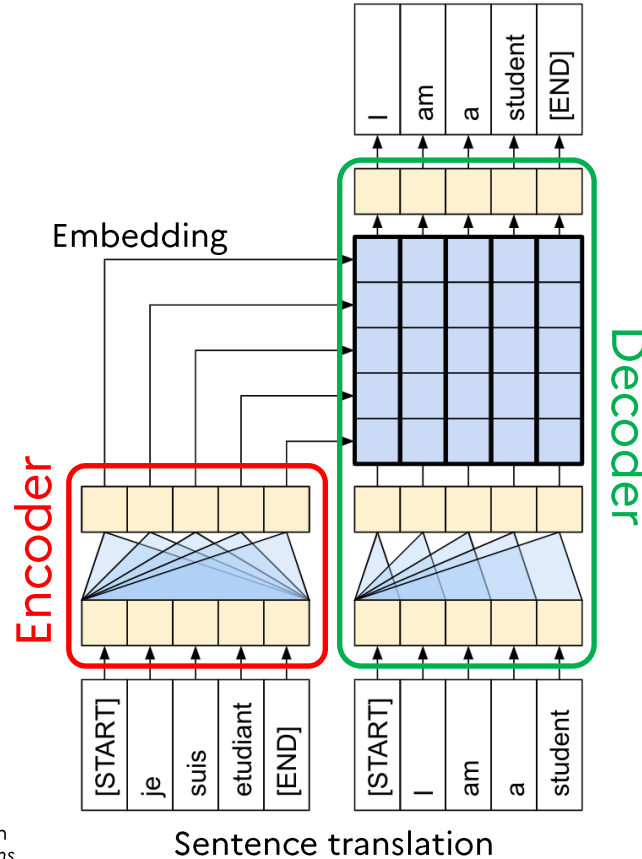 I
am
a
student
[END]
Embedding
Decoder
Encoder
[START]
je
suis
etudiant
[END]
[START]
I
am
a
student
Sentence translation